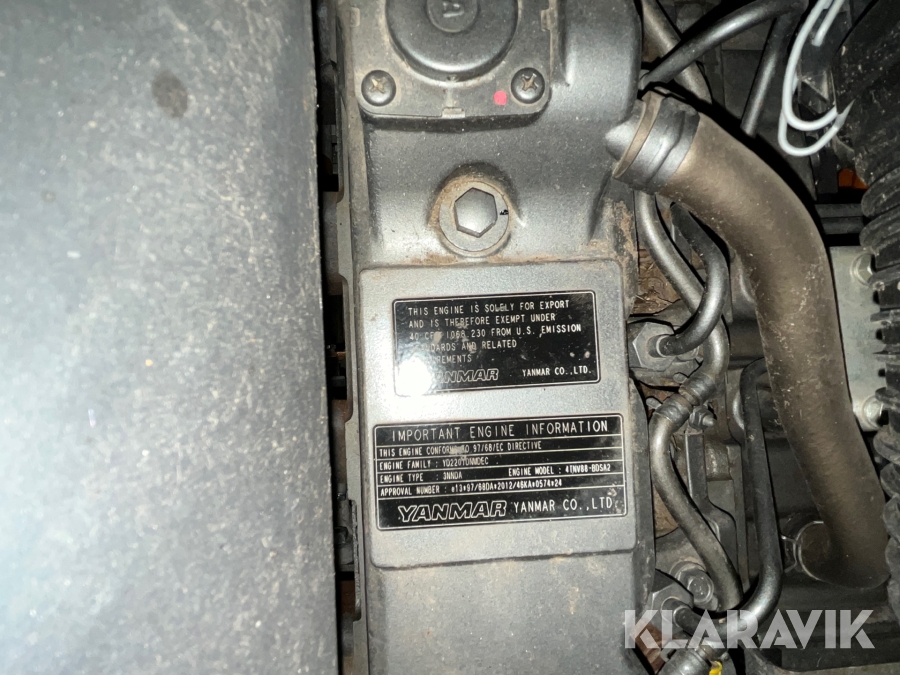 THIS ENGINE IS SOLELY FOR EXPORT
AND IS THEREFORE EXEMPT UNDER
40 CFR 1068.230 FROM U.S. EMISSION
STANDARDS AND RELATED
REQUIREMENTS
YANMAR YANMAR CO.,LTD.
IMPORTANT ENGINE INFORMATION
THIS ENGINE CONFORMS TO 97/68/EC DIRECTIVE
ENGINE FAMILY :
ENGINE TYPE : 3NNDA ENGINE MODEL : 4TNV88-BDSA2
APPROVAL NUMBER : e13*97/68DA*2012/46KA*0574*24
YANMAR YANMAR CO.,LTD.
KLARAVIK